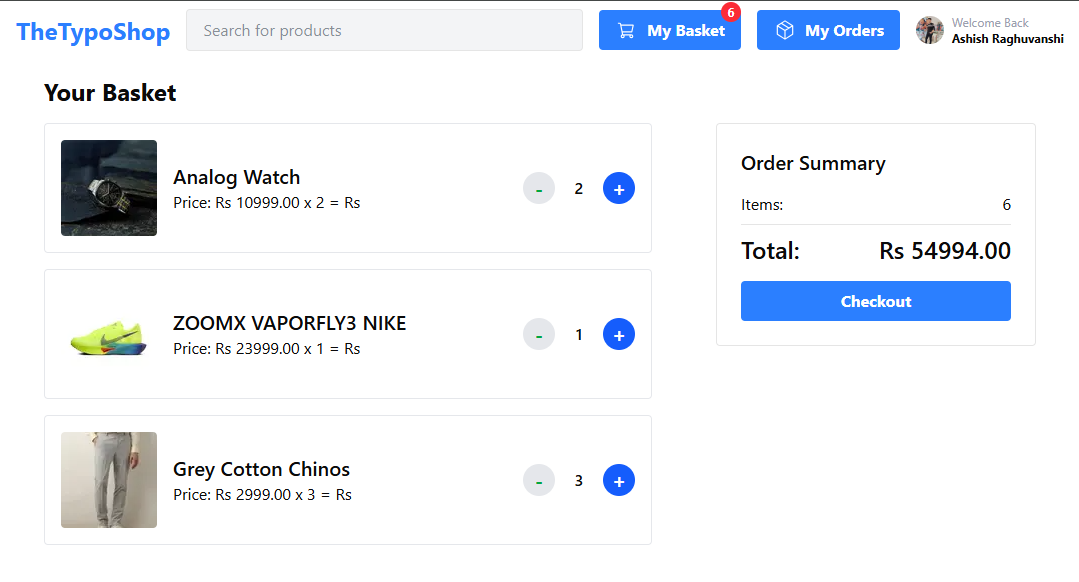 TheTypoShop
Search for products
My Basket
6
My Orders
Welcome Back
Ashish Raghuvanshi
Your Basket
Analog Watch
Price: Rs 10999.00 x 2 = Rs
- 2 +
ZOOMX VAPORFLY3 NIKE
Price: Rs 23999.00 x 1 = Rs
- 1 +
Grey Cotton Chinos
Price: Rs 2999.00 x 3 = Rs
- 3 +
Order Summary
Items: 6
Total: Rs 54994.00
Checkout